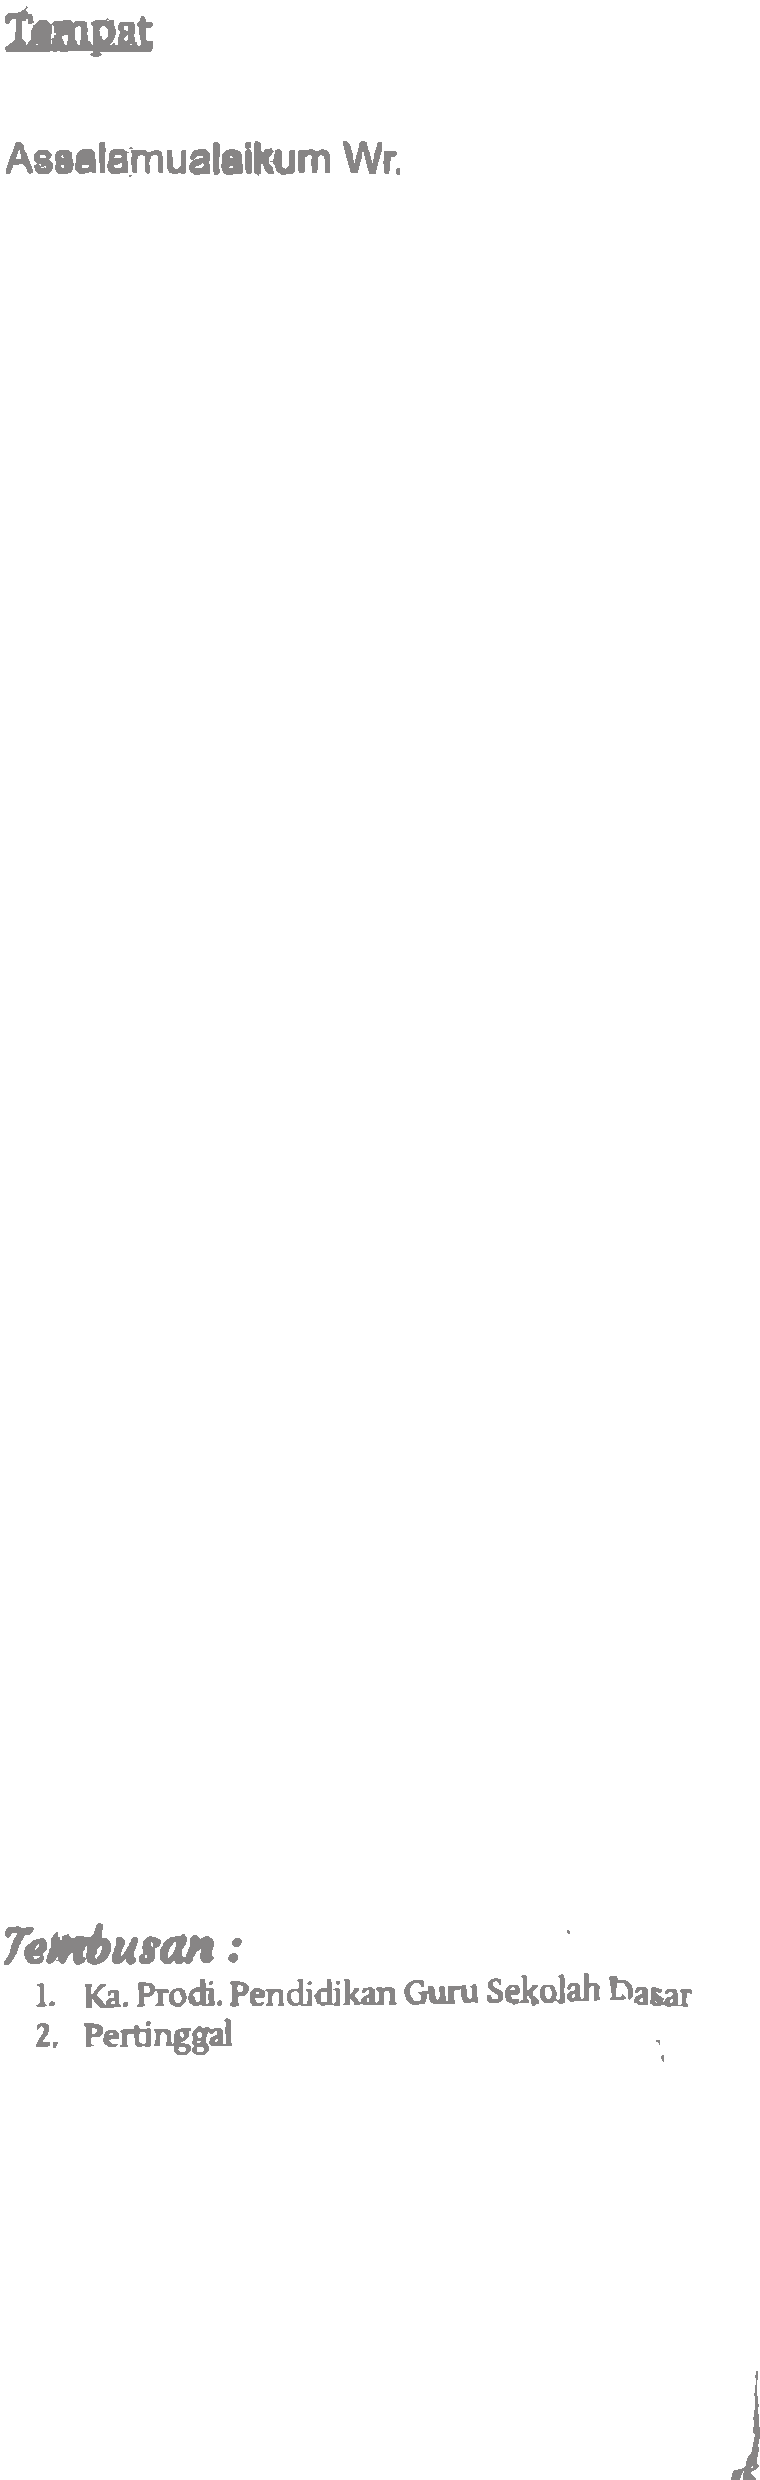 Tempat
Assalamualaikum Wr.
Tembusan :
1. Ka. Prodi. Pendidikan Guru Sekolah Dasar
2. Pertinggal